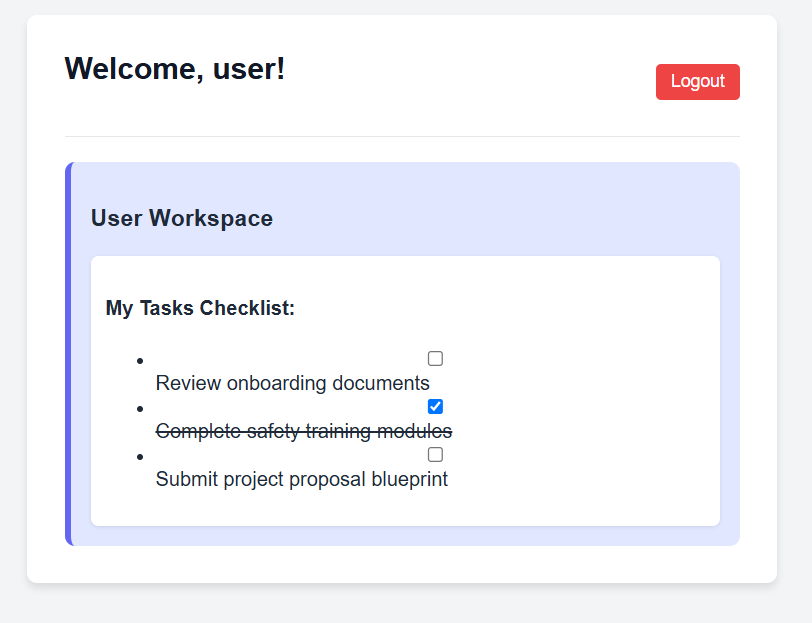 Welcome, user!
Logout
User Workspace
My Tasks Checklist:
Review onboarding documents
Complete safety training modules
Submit project proposal blueprint